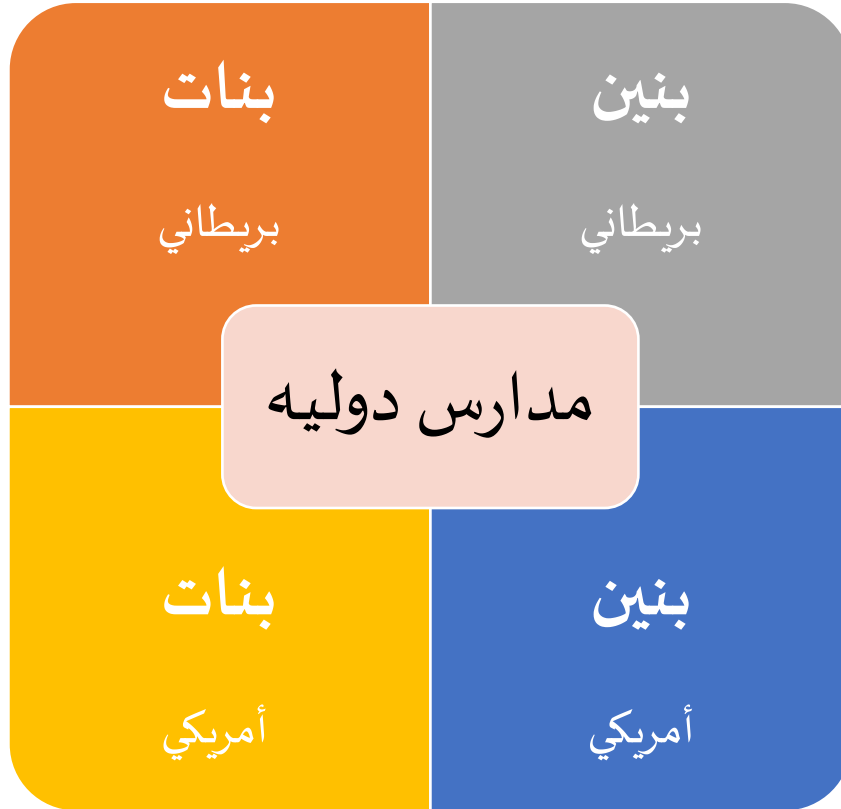 بنين
بريطاني
بنات
بريطاني
مدارس دوليه
بنين
أمريكي
بنات
أمريكي